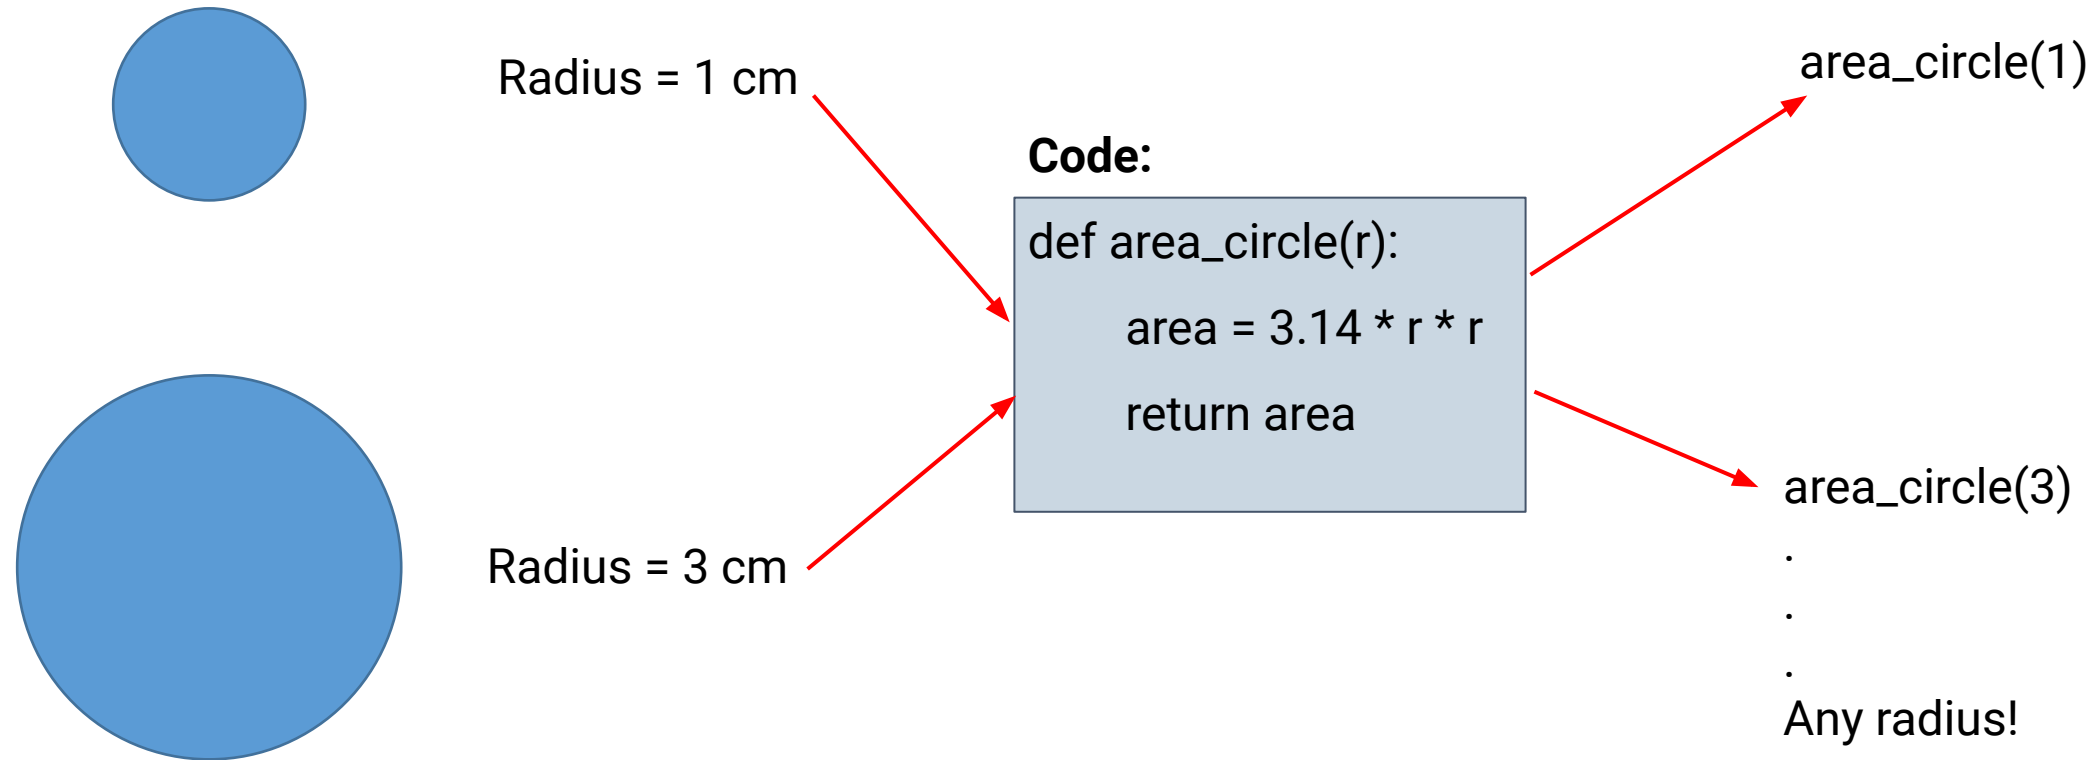 Radius = 1 cm
Radius = 3 cm
Code:
def area_circle(r):
area = 3.14 * r * r
return area
area_circle(1)
area_circle(3)
.
.
.
Any radius!